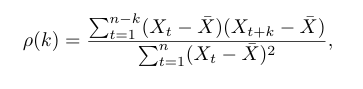 ρ(k) = \frac{\sum_{t=1}^{n-k}(X_t - \bar{X})(X_{t+k} - \bar{X})}{\sum_{t=1}^{n}(X_t - \bar{X})^2},